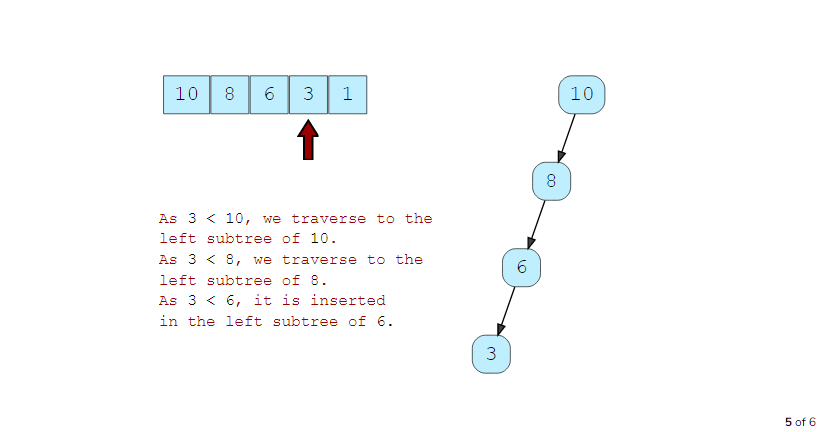 10 8 6 3 1
10
8
6
3
As 3 < 10, we traverse to the
left subtree of 10.
As 3 < 8, we traverse to the
left subtree of 8.
As 3 < 6, it is inserted
in the left subtree of 6.
5 of 6